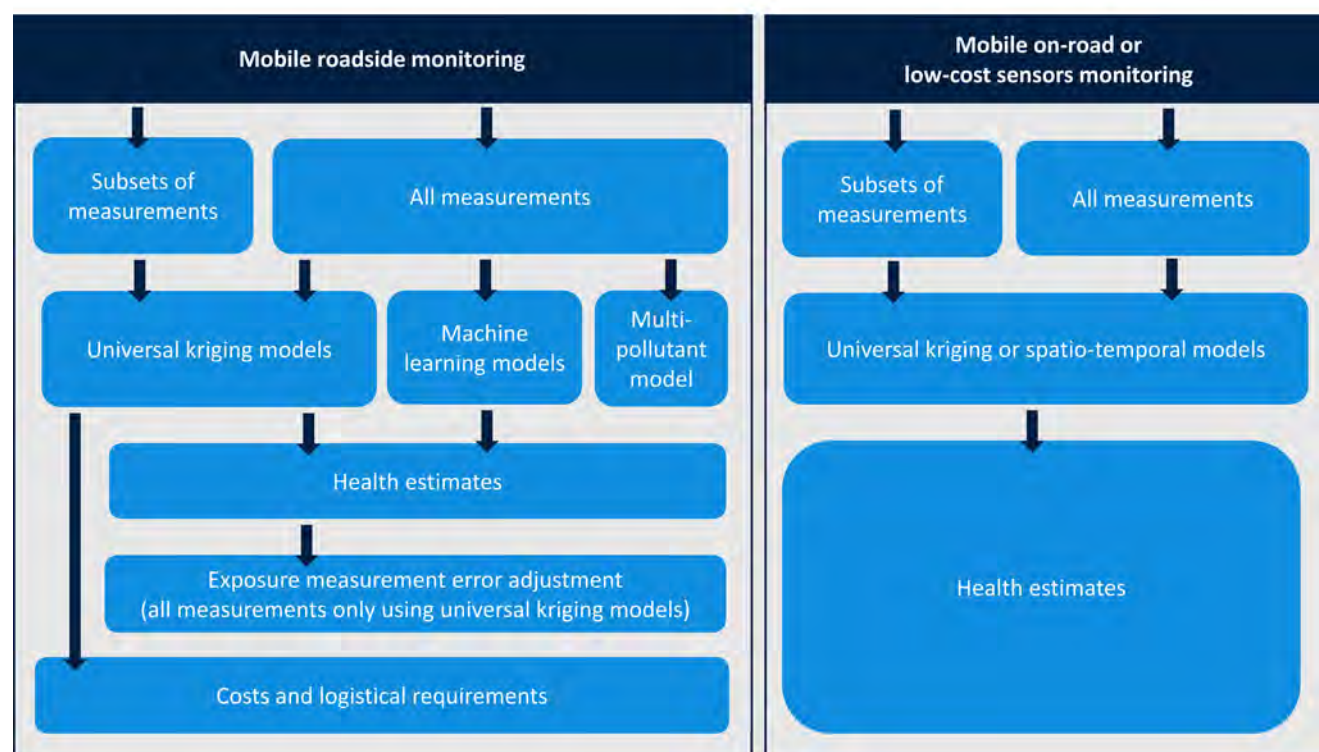 Mobile roadside monitoring
Subsets of
measurements
All measurements
Universal kriging models
Machine
learning models
Multi-
pollutant
model
Health estimates
Exposure measurement error adjustment
(all measurements only using universal kriging models)
Costs and logistical requirements
Mobile on-road or
low-cost sensors monitoring
Subsets of
measurements
All measurements
Universal kriging or spatio-temporal models
Health estimates